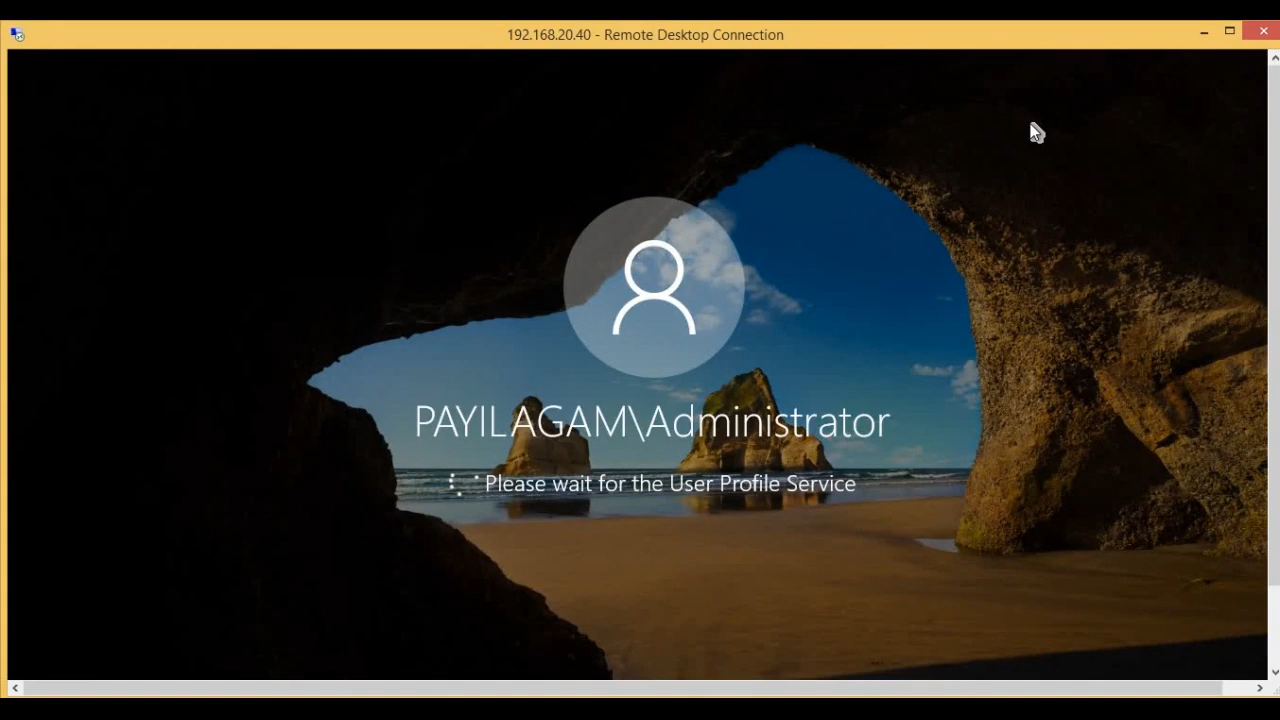 192.168.20.40 - Remote Desktop Connection
PAYILAGAM\Administrator
Please wait for the User Profile Service